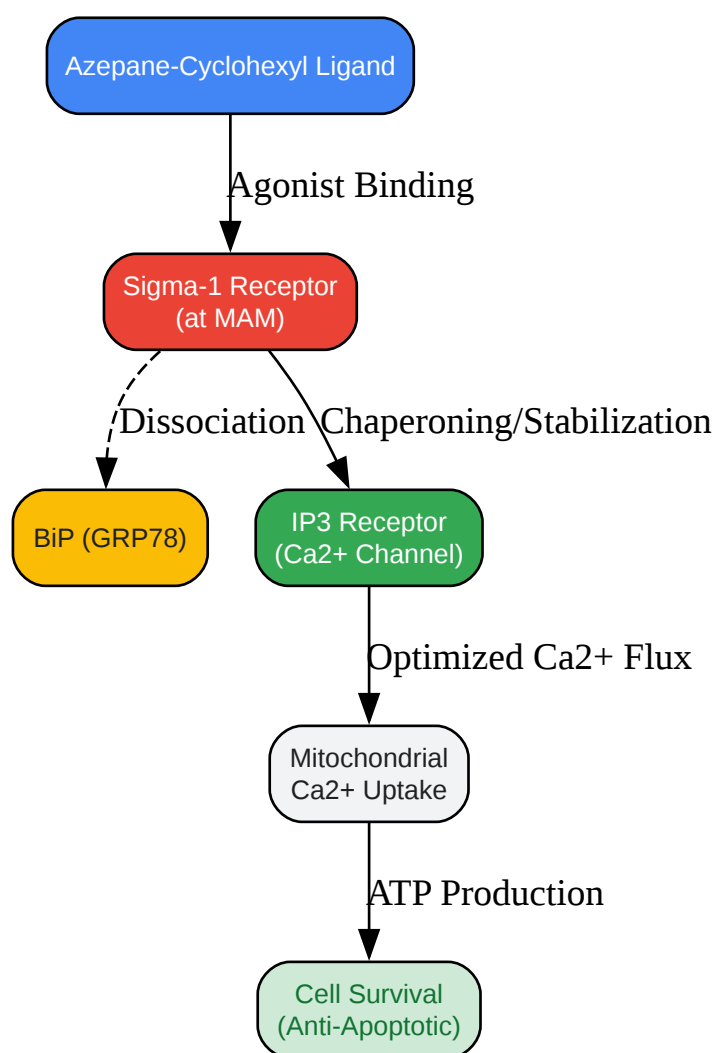 Azepane-Cyclohexyl Ligand
Agonist Binding
Sigma-1 Receptor
(at MAM)
Dissociation
Chaperoning/Stabilization
BiP (GRP78)
IP3 Receptor
(Ca2+ Channel)
Optimized Ca2+ Flux
Mitochondrial
Ca2+ Uptake
ATP Production
Cell Survival
(Anti-Apoptotic)